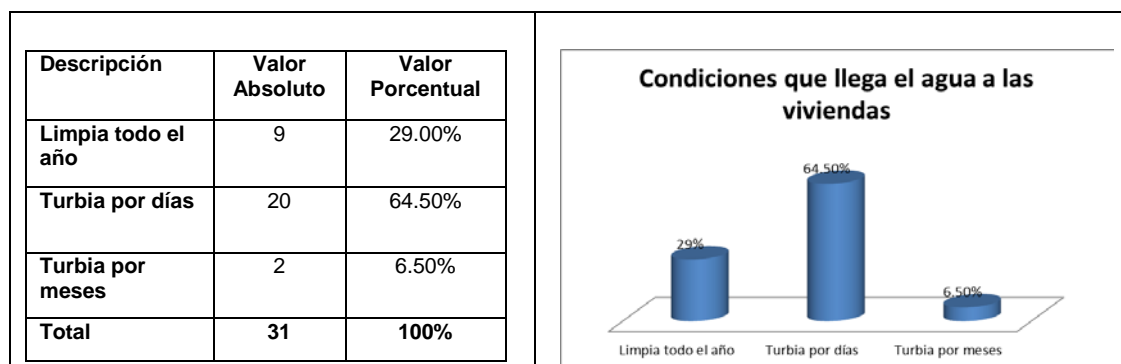 Descripción Valor Absoluto Valor Porcentual
Limpia todo el año 9 29.00%
Turbia por días 20 64.50%
Turbia por meses 2 6.50%
Total 31 100%
Condiciones que llega el agua a las
viviendas
64.50%
29%
6.50%
Limpia todo el año Turbia por días Turbia por meses